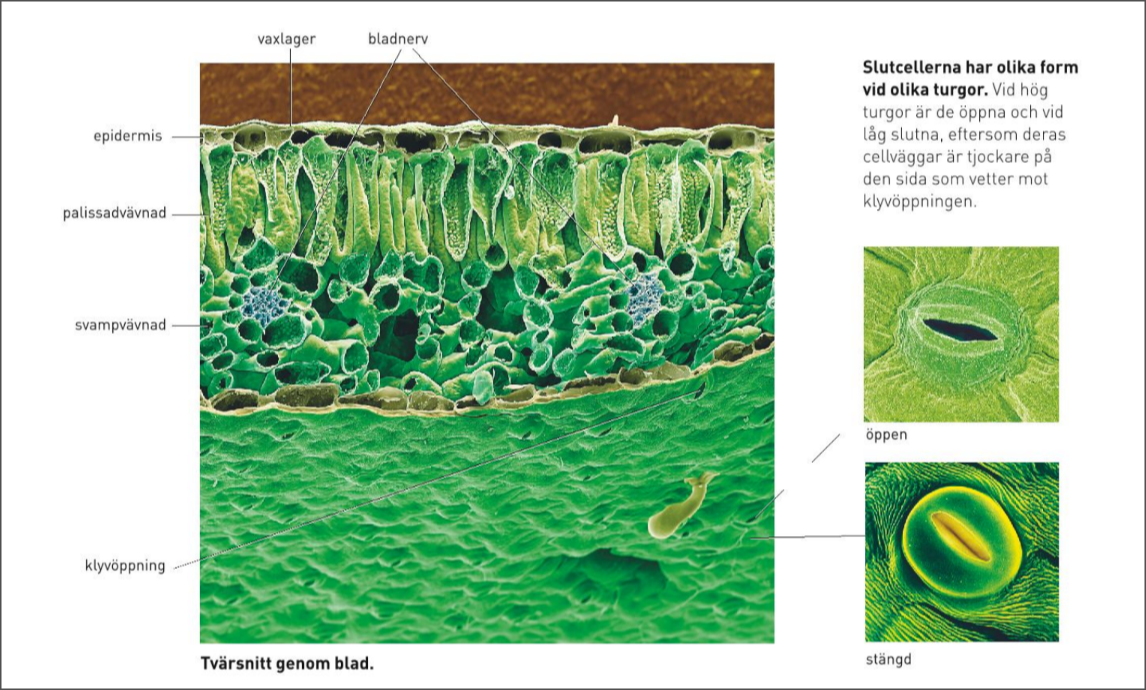 vaxlager
bladnerv
epidermis
palissadvävnad
svampvävnad
klyvöppning
Tvärsnitt genom blad.
Slutcellerna har olika form
vid olika turgor. Vid hög
turgor är de öppna och vid
låg slutna, eftersom deras
cellväggar är tjockare på
den sida som vetter mot
klyvöppningen.
öppen
stängd